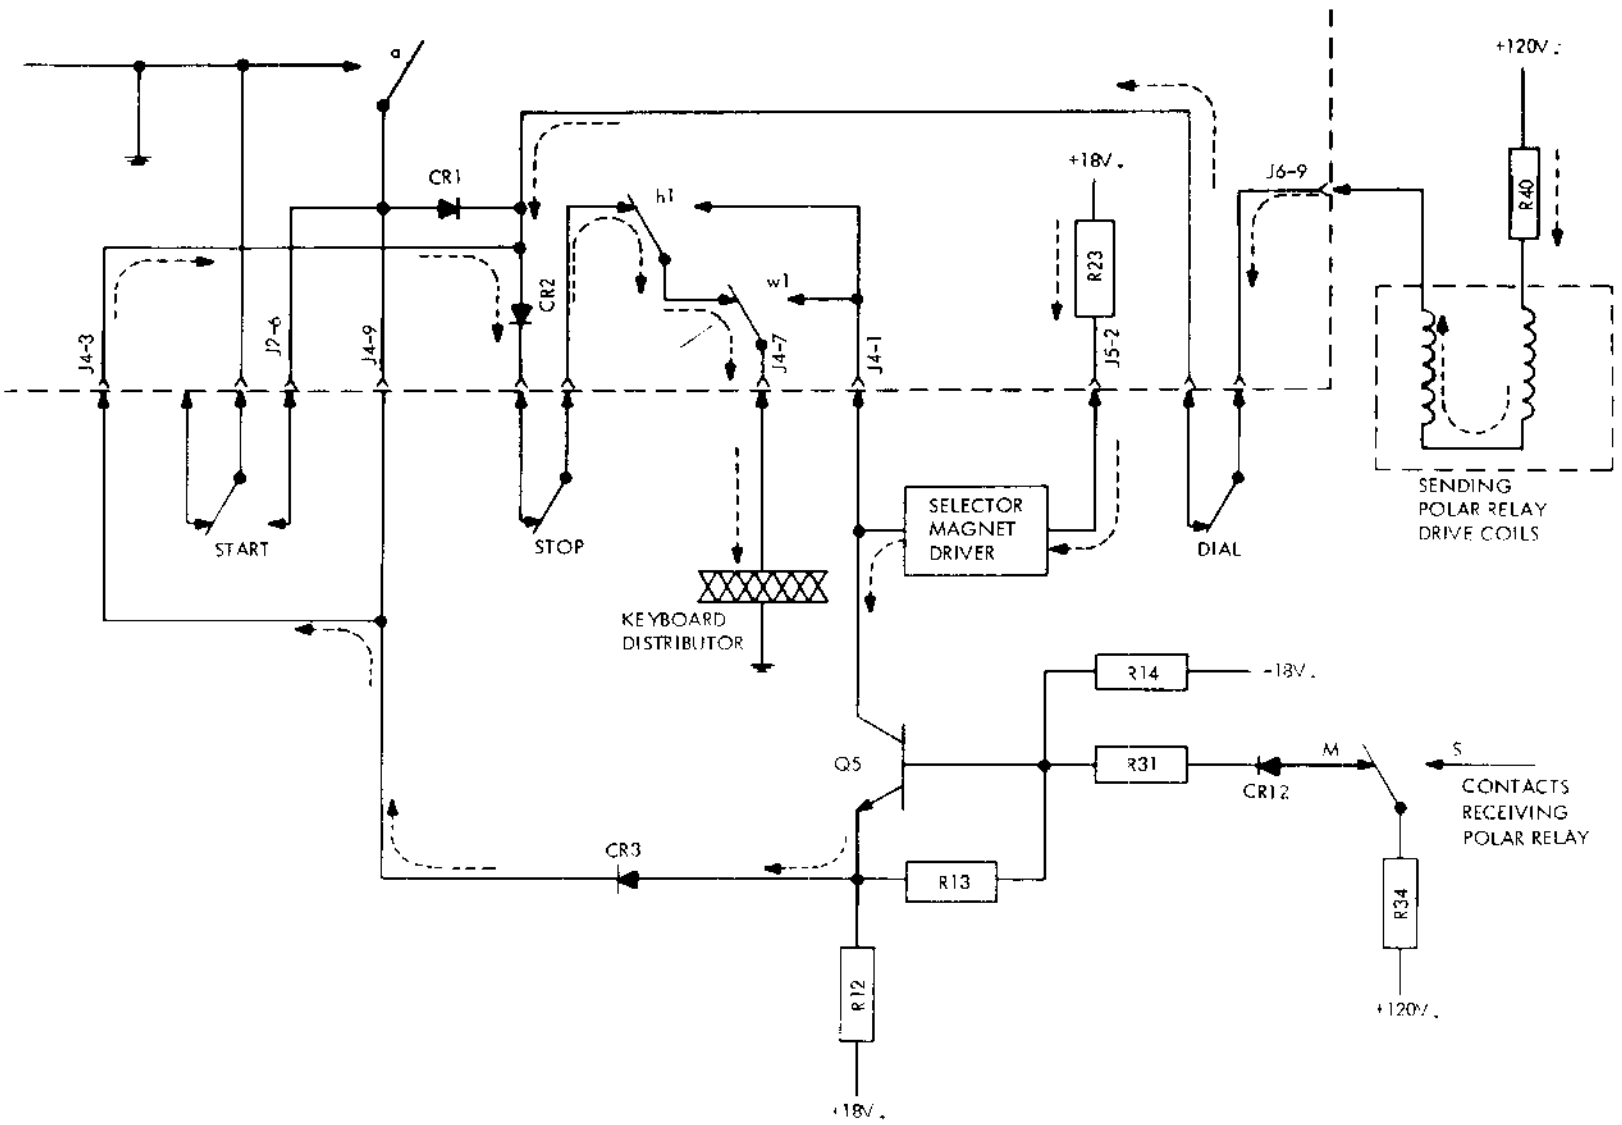 +120V.
a
J6-9
R40
+18V.
CR1
h1
R23
w1
CR2
J4-3
J2-6
J4-9
J4-7
J4-1
J5-2
SENDING
POLAR RELAY
DRIVE COILS
SELECTOR
MAGNET
DRIVER
START
STOP
DIAL
KEYBOARD
DISTRIBUTOR
R14
-18V.
Q5
R31
M
S
CR12
CONTACTS
RECEIVING
POLAR RELAY
CR3
R13
R34
R12
+120V.
+18V.